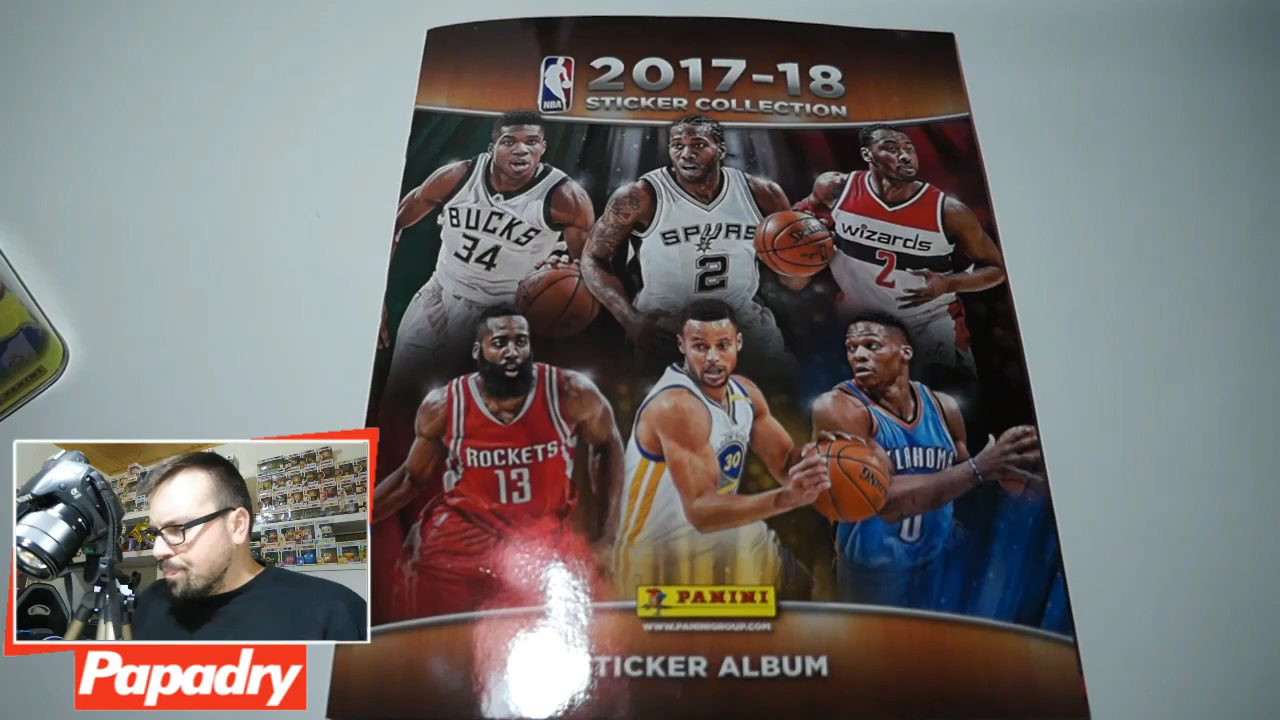 NBA
2017-18
STICKER COLLECTION
BUCKS
34
SPURS
2
wizards
2
ROCKETS
13
30
0
PANINI
WWW.PANINIGROUP.COM
STICKER ALBUM
Papadry